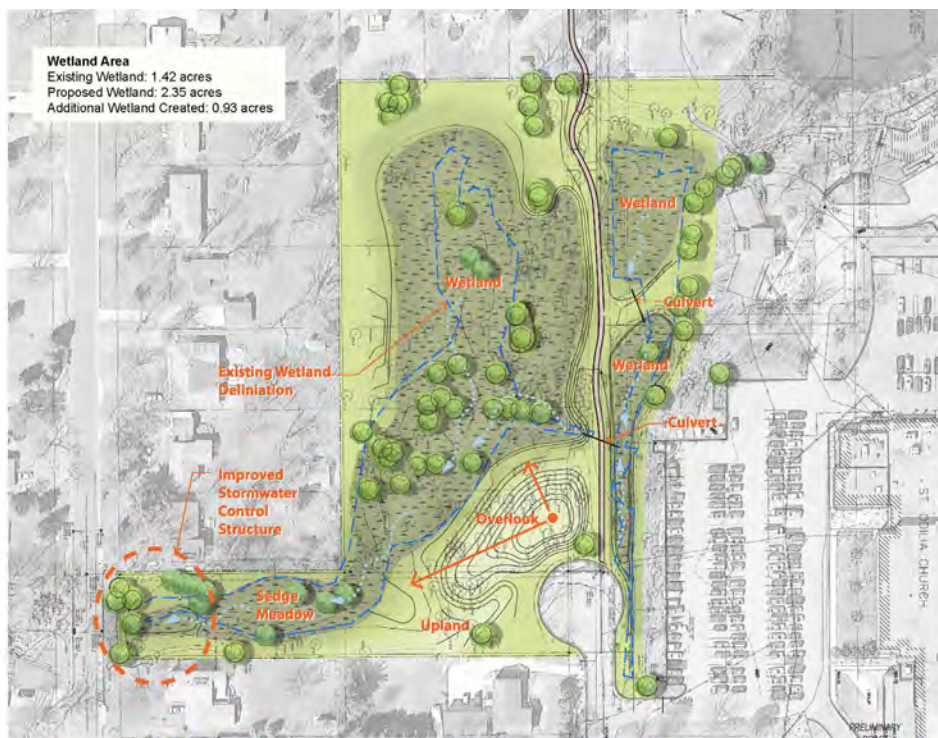 Wetland Area
Existing Wetland: 1.42 acres
Proposed Wetland: 2.35 acres
Additional Wetland Created: 0.93 acres
Wetland
Wetland
Culvert
Existing Wetland
Deliniation
Wetland
Culvert
Improved
Stormwater
Control
Structure
Overlook
Sedge
Meadow
Upland
ST. ODILIA CHURCH
PRELIMINARY